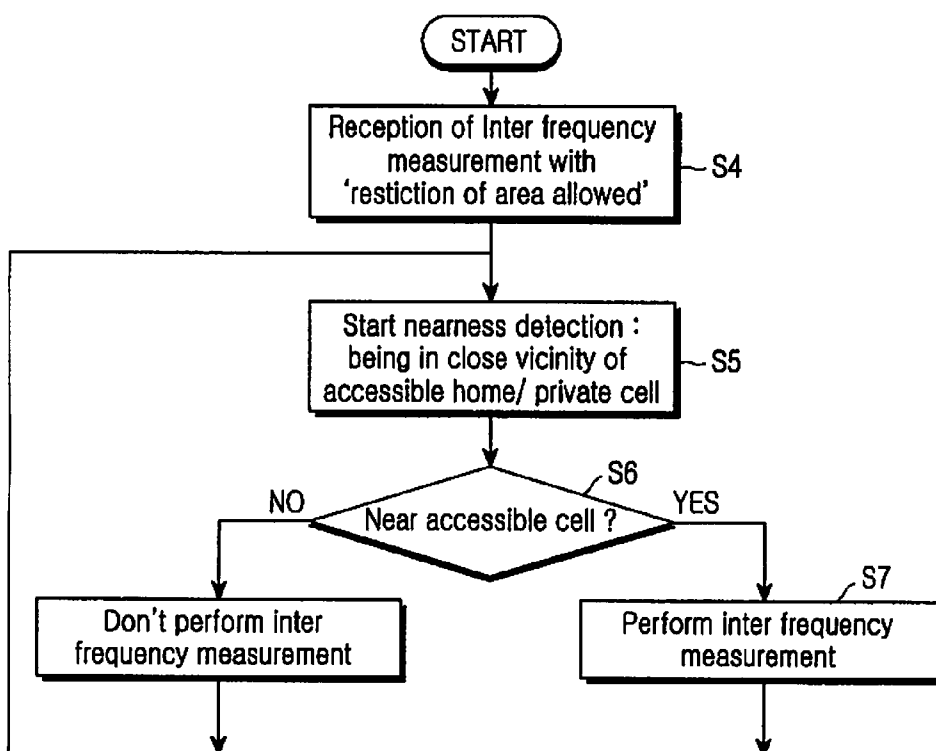 START
Reception of Inter frequency
measurement with
‘restiction of area allowed’
S4
Start nearness detection :
being in close vicinity of
accessible home/ private cell
S5
S6
NO
Near accessible cell ?
YES
Don't perform inter
frequency measurement
S7
Perform inter frequency
measurement